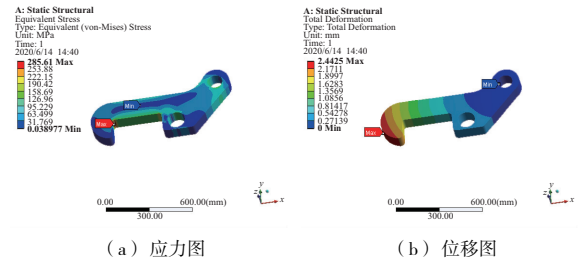 A: Static Structural
Equivalent Stress
Type: Equivalent (von-Mises) Stress
Unit: MPa
Time: 1
2020/6/14 14:40
285.61 Max
253.88
222.15
190.42
158.69
126.96
95.229
63.499
31.769
0.038977 Min
Min
Max
0.00
600.00(mm)
300.00
y
z
x
（a）应力图
A: Static Structural
Total Deformation
Type: Total Deformation
Unit: mm
Time: 1
2020/6/14 14:40
2.4425 Max
2.1711
1.8997
1.6283
1.3569
1.0856
0.81417
0.54278
0.27139
0 Min
Min
Max
0.00
600.00(mm)
300.00
y
z
x
（b）位移图